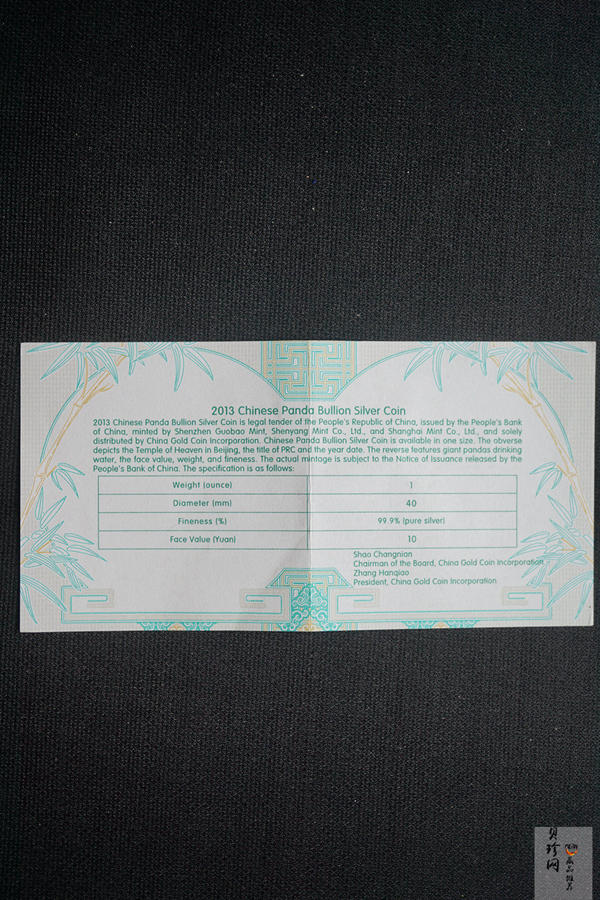 2013 Chinese Panda Bullion Silver Coin
2013 Chinese Panda Bullion Silver Coin is legal tender of the People's Republic of China, issued by the People's Bank
of China, minted by Shenzhen Guobao Mint, Shenyang Mint Co., Ltd., and Shanghai Mint Co., Ltd., and solely
distributed by China Gold Coin Incorporation. Chinese Panda Bullion Silver Coin is available in one size. The obverse
depicts the Temple of Heaven in Beijing, the title of PRC and the year date. The reverse features giant pandas drinking
water, the face value, weight, and fineness. The actual mintage is subject to the Notice of Issuance released by the
People's Bank of China. The specification is as follows:
Weight (ounce) 1
Diameter (mm) 40
Fineness (%) 99.9% (pure silver)
Face Value (Yuan) 10
Shao Changnian
Chairman of the Board, China Gold Coin Incorporation
Zhang Hanqiao
President, China Gold Coin Incorporation
贝珍网